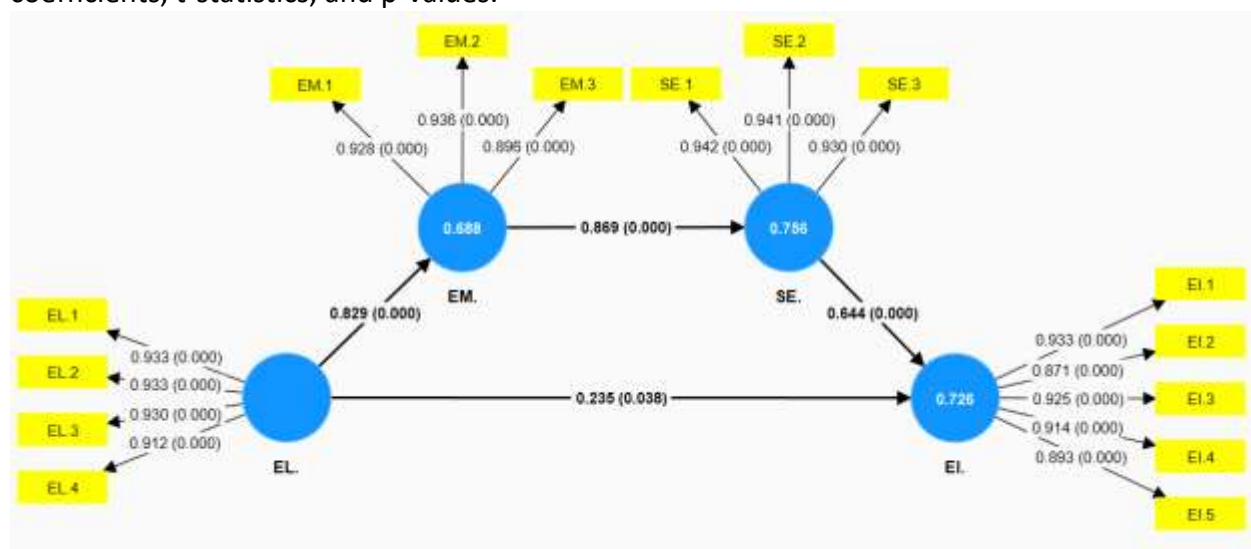 coefficients, t-statistics, and p-values.
EM.2
SE.2
EM.1
EM.3
SE.1
SE.3
0.936 (0.000)
0.941 (0.000)
0.928 (0.000)
0.896 (0.000)
0.942 (0.000)
0.930 (0.000)
0.688
0.869 (0.000)
0.756
EM.
SE.
EI.1
EL.1
0.829 (0.000)
0.644 (0.000)
0.933 (0.000)
0.933 (0.000)
EI.2
EL.2
0.933 (0.000)
0.871 (0.000)
0.235 (0.038)
0.726
0.925 (0.000)
EI.3
EL.3
0.930 (0.000)
0.914 (0.000)
0.912 (0.000)
0.893 (0.000)
EI.4
EL.
EI.
EL.4
EI.5